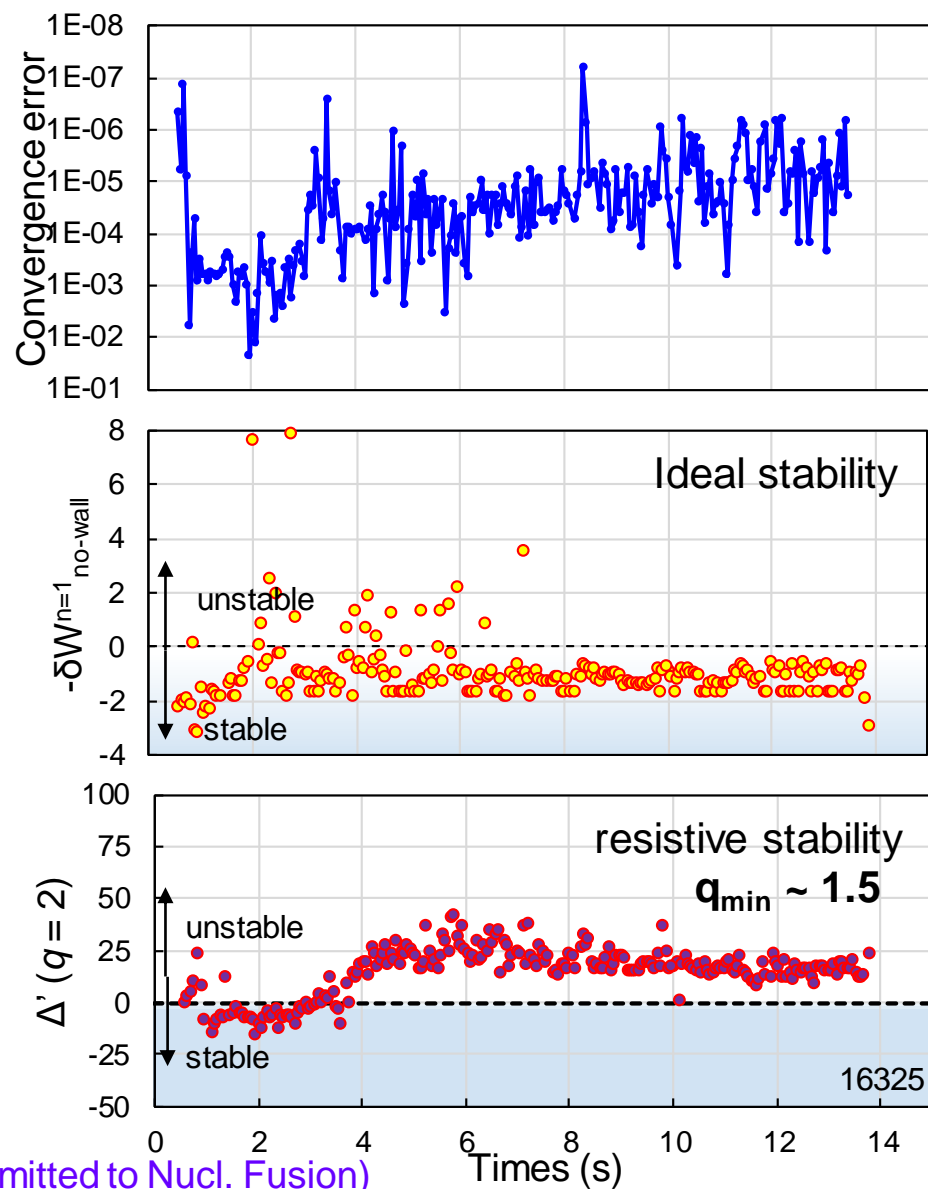 Convergence error
1E-08
1E-07
1E-06
1E-05
1E-04
1E-03
1E-02
1E-01
-δWⁿ⁼¹no-wall
8
6
4
2
0
-2
-4
Ideal stability
unstable
stable
Δ’ (q = 2)
100
75
50
25
0
-25
-50
resistive stability
qmin ~ 1.5
unstable
stable
16325
0 2 4 6 8 10 12 14
Times (s)
mitted to Nucl. Fusion)